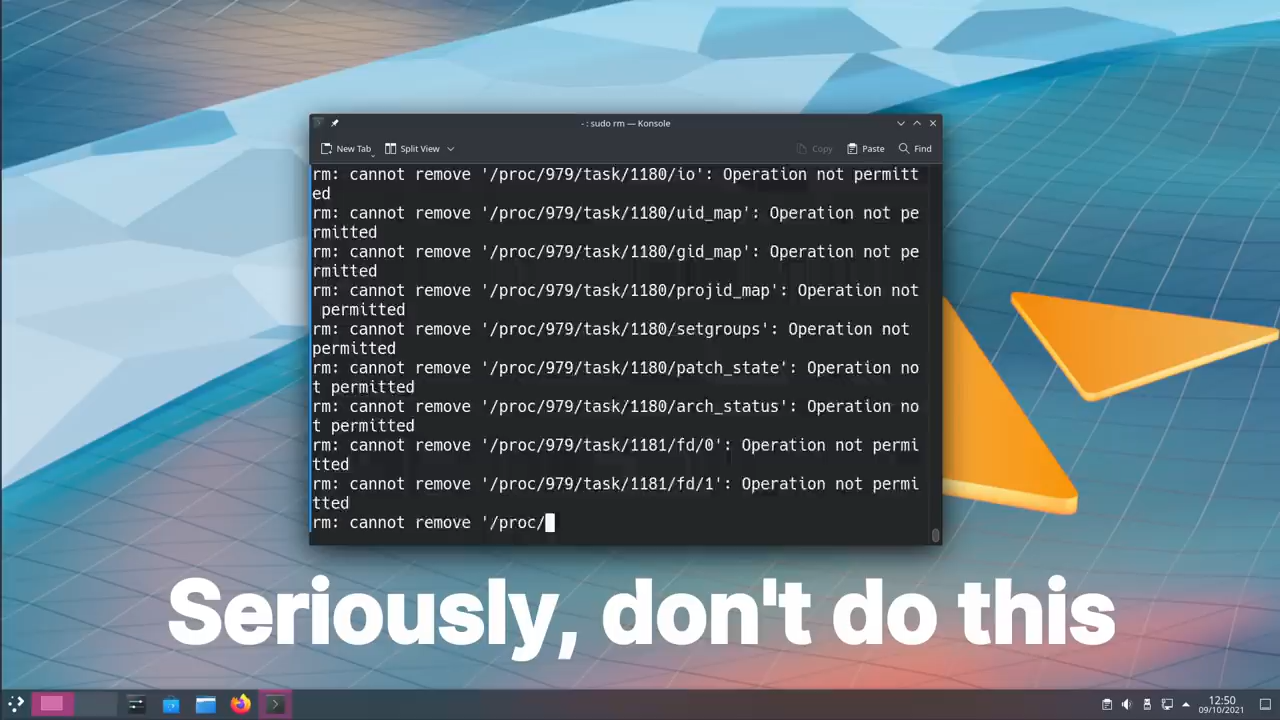 - : sudo rm — Konsole
New Tab Split View Copy Paste Find
rm: cannot remove '/proc/979/task/1180/io': Operation not permitt
ed
rm: cannot remove '/proc/979/task/1180/uid_map': Operation not pe
rmitted
rm: cannot remove '/proc/979/task/1180/gid_map': Operation not pe
rmitted
rm: cannot remove '/proc/979/task/1180/projid_map': Operation not
 permitted
rm: cannot remove '/proc/979/task/1180/setgroups': Operation not
permitted
rm: cannot remove '/proc/979/task/1180/patch_state': Operation no
t permitted
rm: cannot remove '/proc/979/task/1180/arch_status': Operation no
t permitted
rm: cannot remove '/proc/979/task/1181/fd/0': Operation not permi
tted
rm: cannot remove '/proc/979/task/1181/fd/1': Operation not permi
tted
rm: cannot remove '/proc/
Seriously, don't do this
12:50
09/10/2021